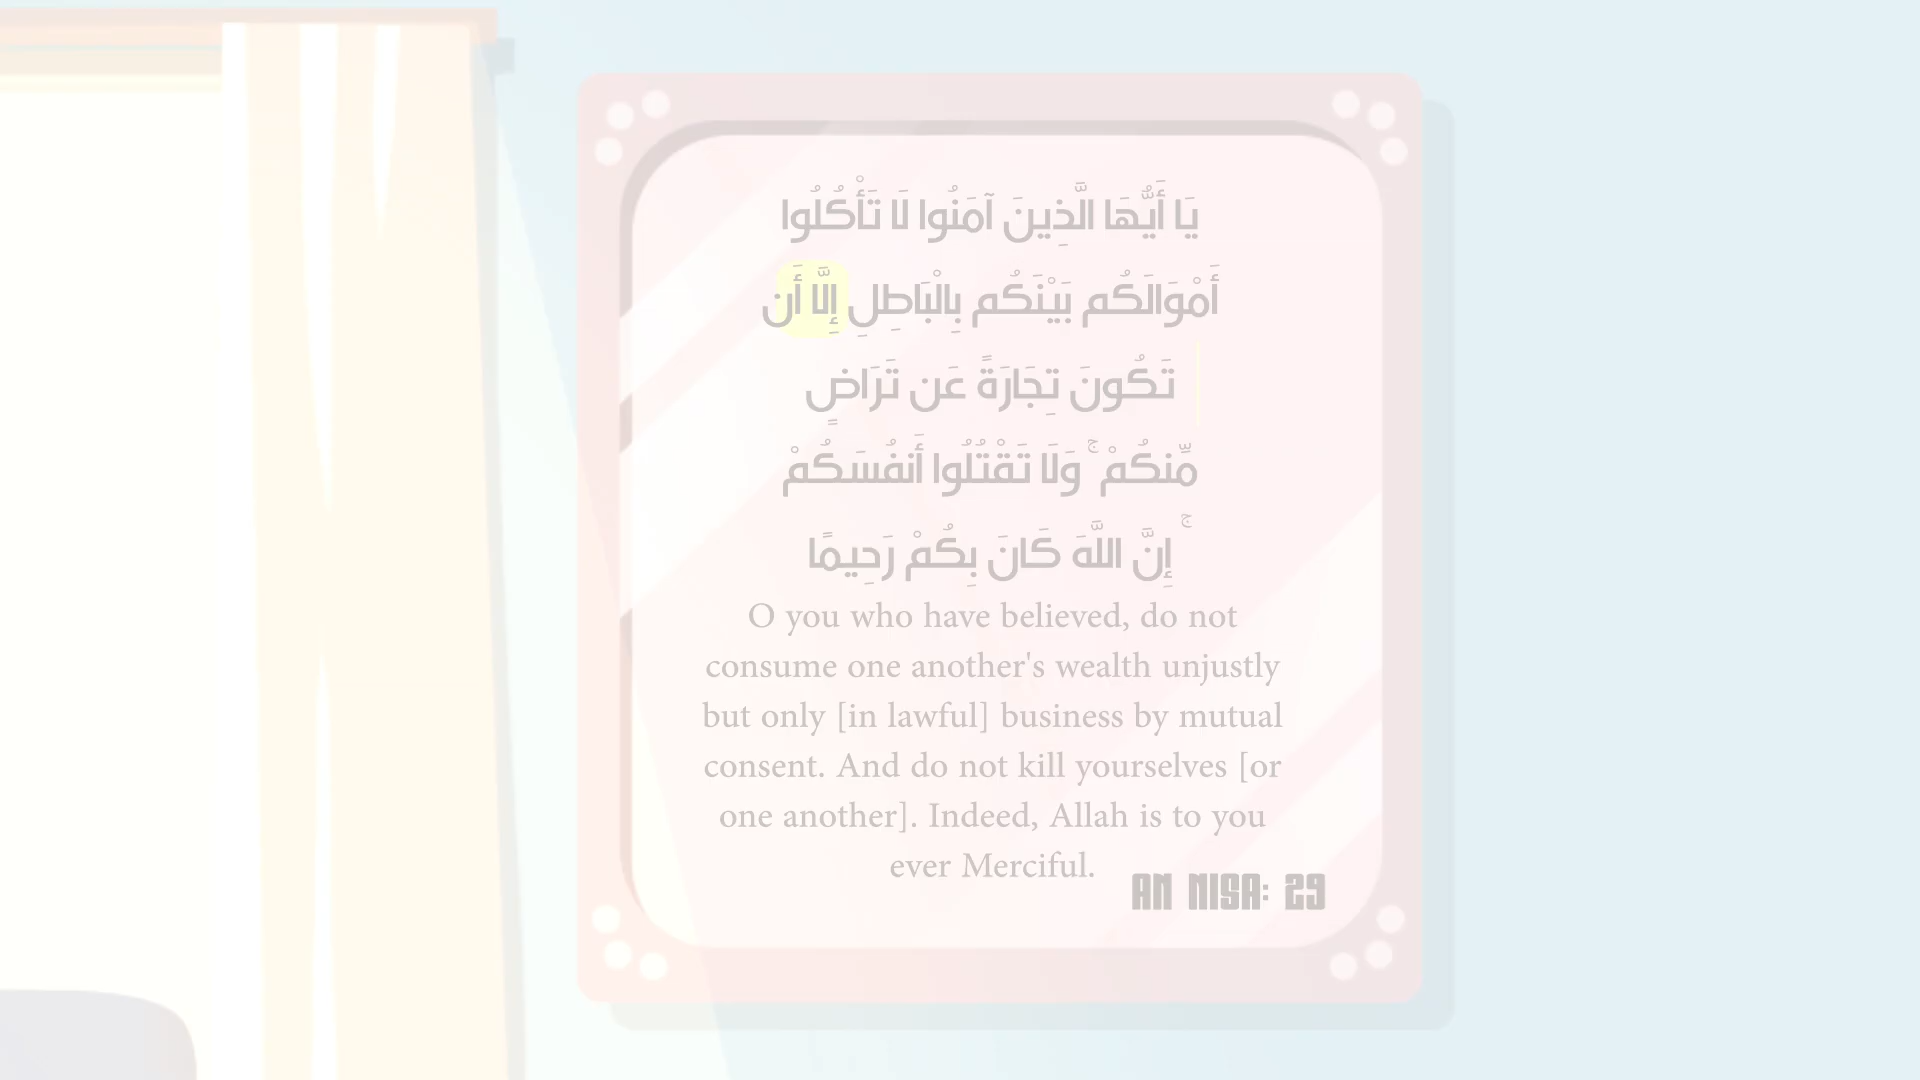 يَا أَيُّهَا الَّذِينَ آمَنُوا لَا تَأْكُلُوا
أَمْوَالَكُم بَيْنَكُم بِالْبَاطِلِ إِلَّا أَن
تَكُونَ تِجَارَةً عَن تَرَاضٍ
مِّنكُمْ ۚ وَلَا تَقْتُلُوا أَنفُسَكُمْ
ۚ إِنَّ اللَّهَ كَانَ بِكُمْ رَحِيمًا
O you who have believed, do not
consume one another's wealth unjustly
but only [in lawful] business by mutual
consent. And do not kill yourselves [or
one another]. Indeed, Allah is to you
ever Merciful.
AN NISA: 29